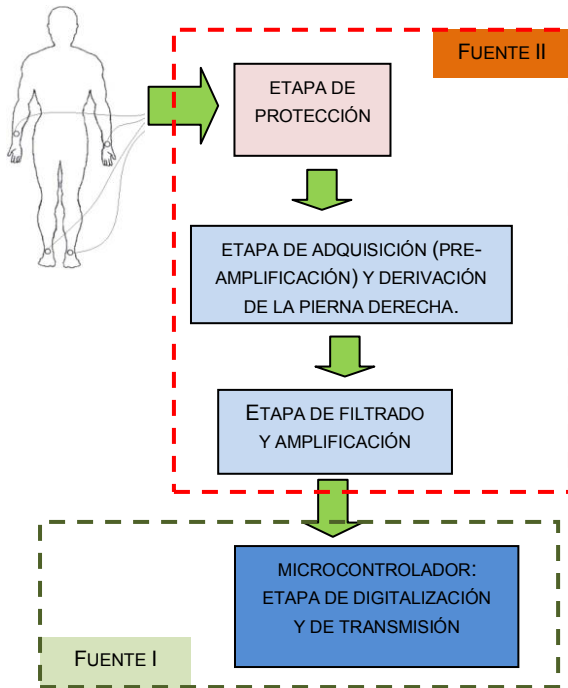 FUENTE II
ETAPA DE
PROTECCIÓN
ETAPA DE ADQUISICIÓN (PRE-
AMPLIFICACIÓN) Y DERIVACIÓN
DE LA PIERNA DERECHA.
ETAPA DE FILTRADO
Y AMPLIFICACIÓN
MICROCONTROLADOR:
ETAPA DE DIGITALIZACIÓN
Y DE TRANSMISIÓN
FUENTE I